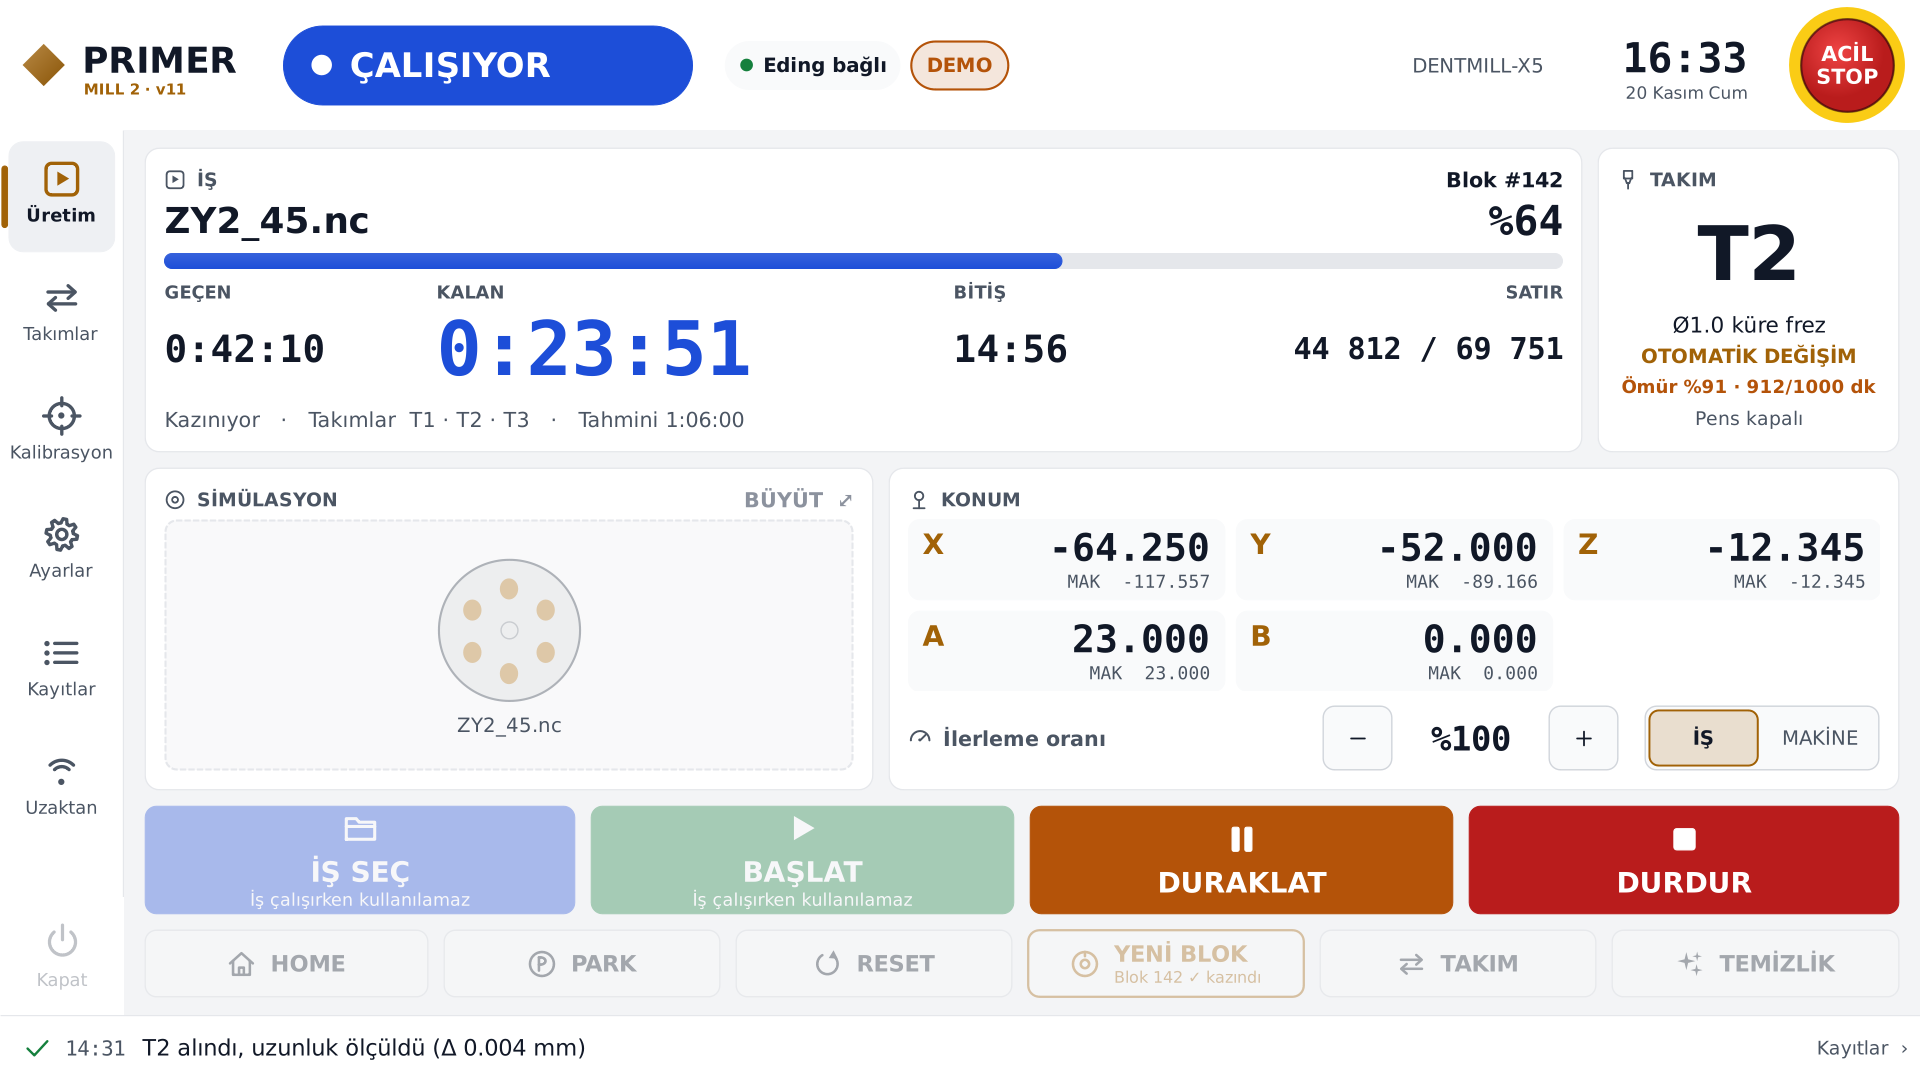 PRIMER
MILL 2 · v11
ÇALIŞIYOR
Eding bağlı
DEMO
DENTMILL-X5
16:33
20 Kasım Cum
ACİL
STOP
Üretim
Takımlar
Kalibrasyon
Ayarlar
Kayıtlar
Uzaktan
Kapat
İŞ
Blok #142
ZY2_45.nc
%64
GEÇEN
KALAN
BİTİŞ
SATIR
0:42:10
0:23:51
14:56
44 812 / 69 751
Kazınıyor · Takımlar T1 · T2 · T3 · Tahmini 1:06:00
TAKIM
T2
Ø1.0 küre frez
OTOMATİK DEĞİŞİM
Ömür %91 · 912/1000 dk
Pens kapalı
SİMÜLASYON
BÜYÜT ⤢
ZY2_45.nc
KONUM
X -64.250
MAK -117.557
Y -52.000
MAK -89.166
Z -12.345
MAK -12.345
A 23.000
MAK 23.000
B 0.000
MAK 0.000
İlerleme oranı
− %100 +
İŞ
MAKİNE
İŞ SEÇ
İş çalışırken kullanılamaz
BAŞLAT
İş çalışırken kullanılamaz
DURAKLAT
DURDUR
HOME
PARK
RESET
YENİ BLOK
Blok 142 ✓ kazındı
TAKIM
TEMİZLİK
14:31 T2 alındı, uzunluk ölçüldü (Δ 0.004 mm)
Kayıtlar ›